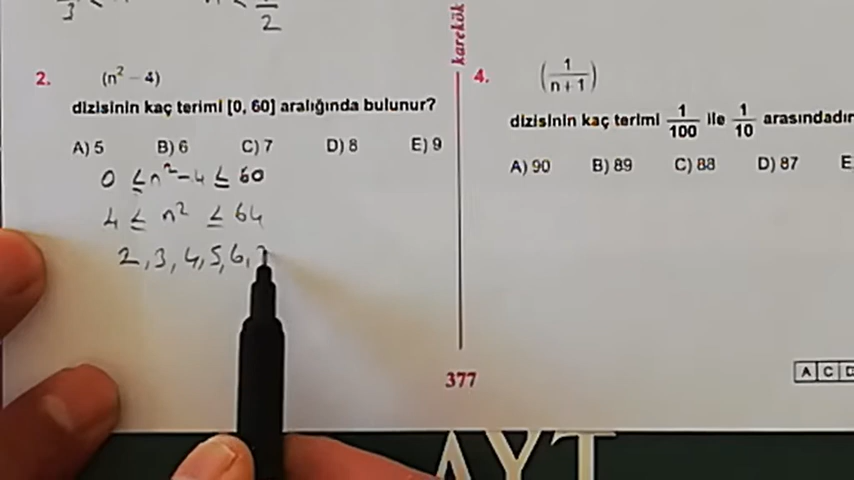 3
2
2. (n² – 4)
dizisinin kaç terimi [0, 60] aralığında bulunur?
A) 5 B) 6 C) 7 D) 8 E) 9
0 ≤ n² - 4 ≤ 60
4 ≤ n² ≤ 64
2, 3, 4, 5, 6,
karekök
4. (1/(n + 1))
dizisinin kaç terimi 1/100 ile 1/10 arasındadır
A) 90 B) 89 C) 88 D) 87 E
377
A C D
AYT